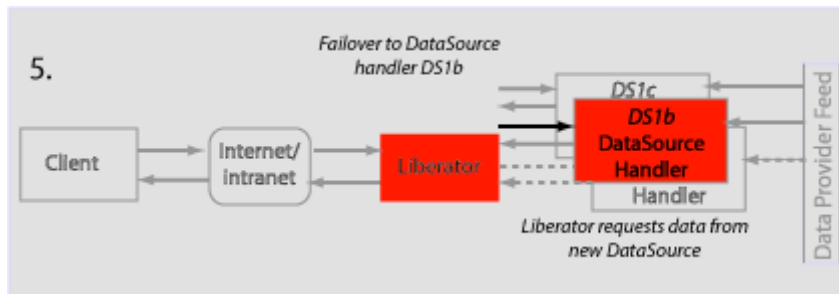 5.
Failover to DataSource
handler DS1b
DS1c
DS1b
DataSource
Handler
Handler
Client
Internet/
intranet
Liberator
Liberator requests data from
new DataSource
Data Provider Feed